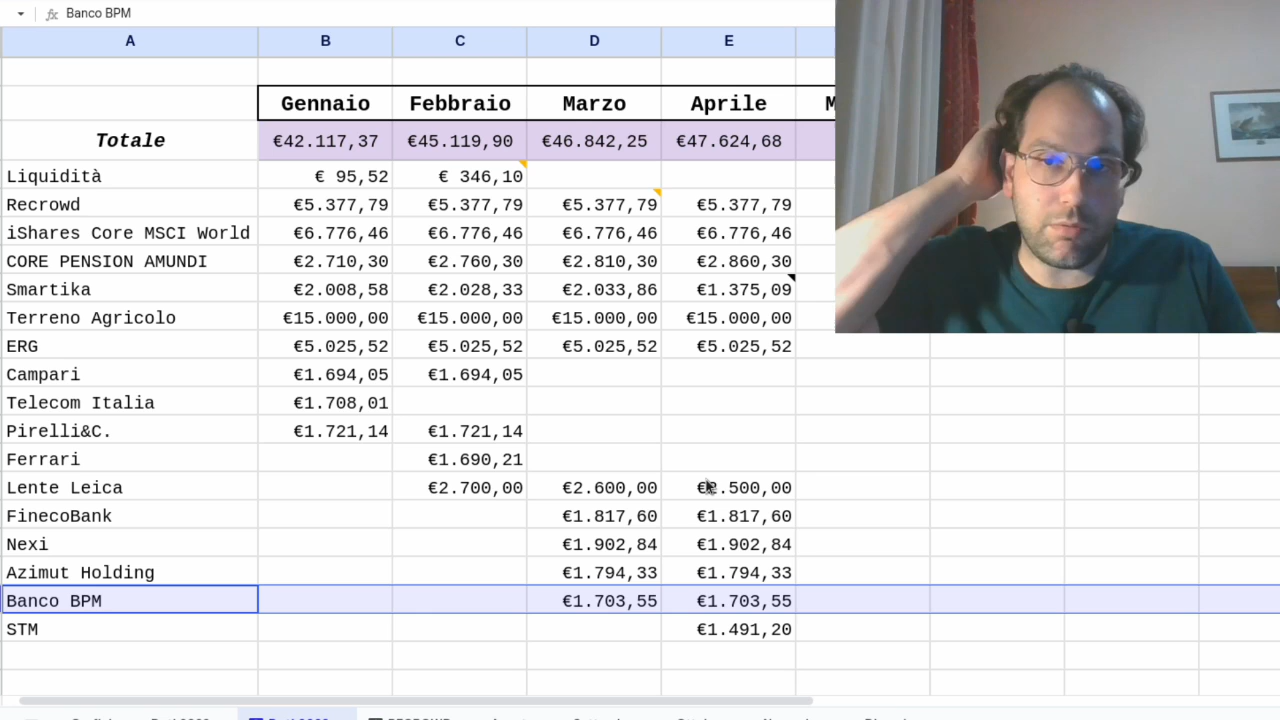 fx Banco BPM
A B C D E
Gennaio Febbraio Marzo Aprile M
Totale €42.117,37 €45.119,90 €46.842,25 €47.624,68
Liquidità € 95,52 € 346,10
Recrowd €5.377,79 €5.377,79 €5.377,79 €5.377,79
iShares Core MSCI World €6.776,46 €6.776,46 €6.776,46 €6.776,46
CORE PENSION AMUNDI €2.710,30 €2.760,30 €2.810,30 €2.860,30
Smartika €2.008,58 €2.028,33 €2.033,86 €1.375,09
Terreno Agricolo €15.000,00 €15.000,00 €15.000,00 €15.000,00
ERG €5.025,52 €5.025,52 €5.025,52 €5.025,52
Campari €1.694,05 €1.694,05
Telecom Italia €1.708,01
Pirelli&C. €1.721,14 €1.721,14
Ferrari €1.690,21
Lente Leica €2.700,00 €2.600,00
FinecoBank €1.817,60 €1.817,60
Nexi €1.902,84 €1.902,84
Azimut Holding €1.794,33 €1.794,33
Banco BPM €1.703,55 €1.703,55
STM €1.491,20